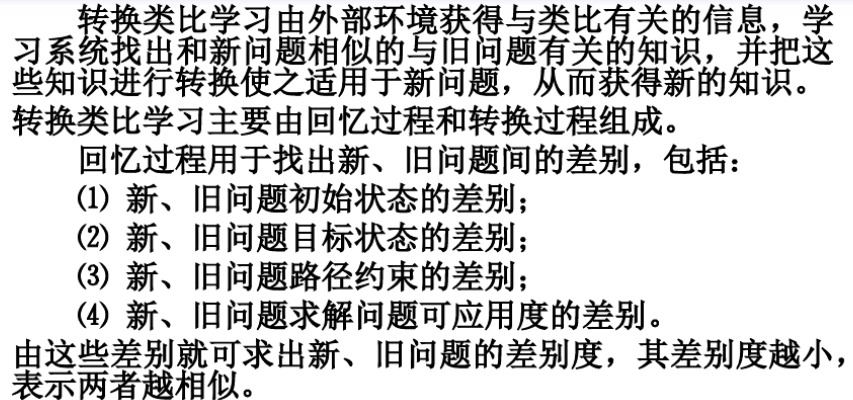 转换类比学习由外部环境获得与类比有关的信息，学
习系统找出和新问题相似的与旧问题有关的知识，并把这
些知识进行转换使之适用于新问题，从而获得新的知识。
转换类比学习主要由回忆过程和转换过程组成。
回忆过程用于找出新、旧问题间的差别，包括：
⑴ 新、旧问题初始状态的差别；
⑵ 新、旧问题目标状态的差别；
⑶ 新、旧问题路径约束的差别；
⑷ 新、旧问题求解问题可应用度的差别。
由这些差别就可求出新、旧问题的差别度，其差别度越小，
表示两者越相似。